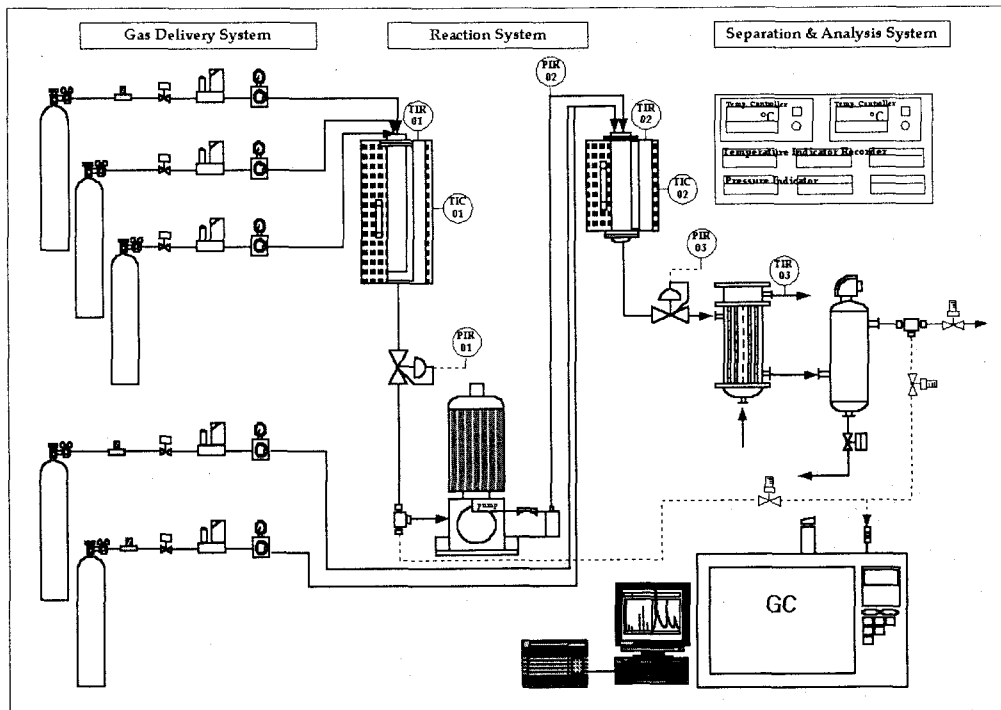 Gas Delivery System
Reaction System
Separation & Analysis System
PIR
02
TIR
01
TIR
02
Temp. Controller
°C
Temp. Controller
°C
Temperature Indicator Recorder
Pressure Indicator
TIC
01
TIC
02
PIR
03
TIR
03
PIR
01
pump
GC